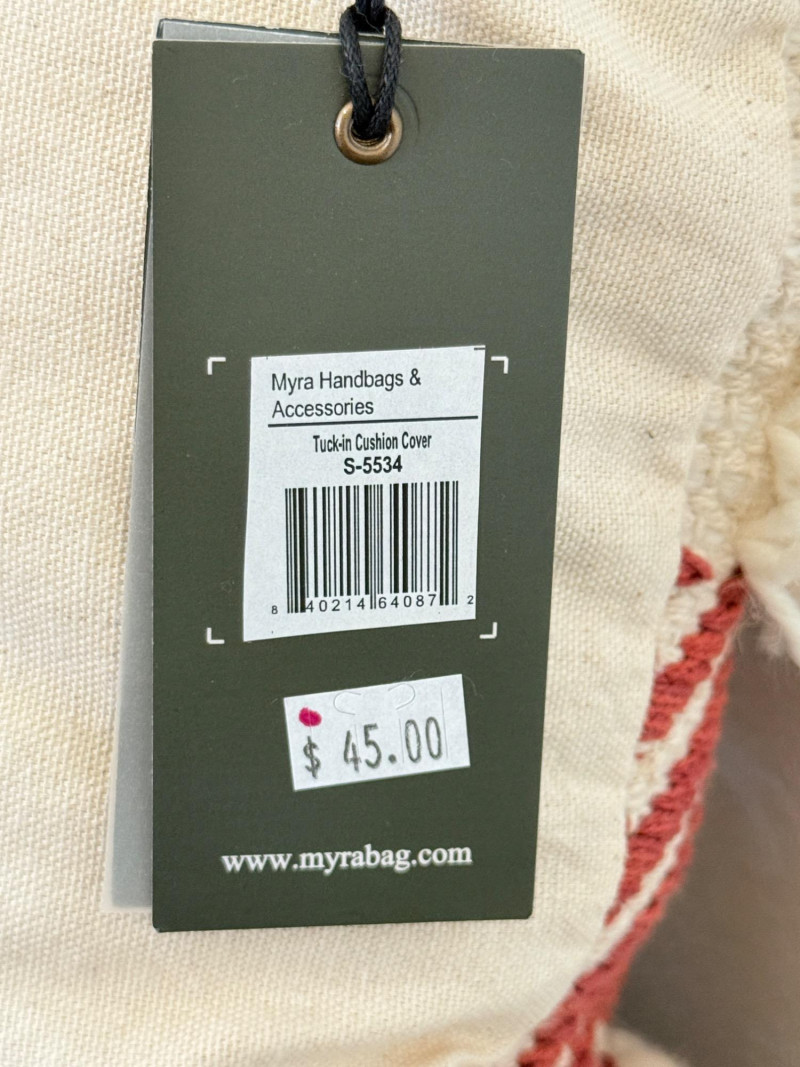 Myra Handbags &
Accessories
Tuck-in Cushion Cover
S-5534
8 40214 64087 2
$ 45.00
www.myrabag.com